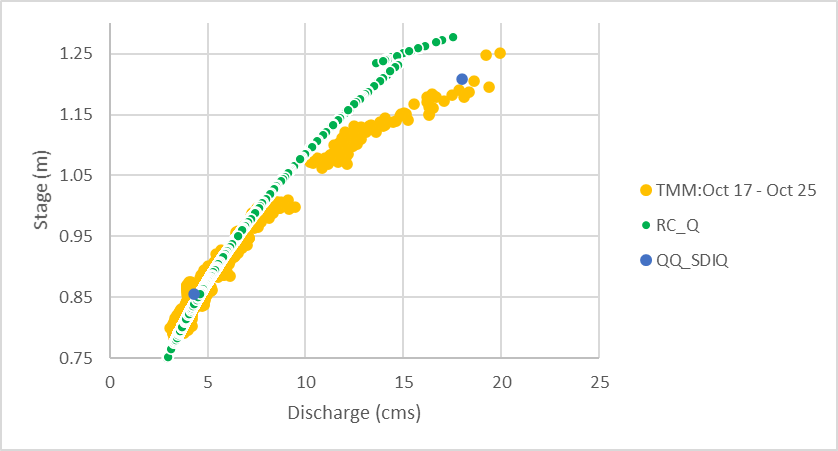 1.25
1.15
1.05
0.95
0.85
0.75
Stage (m)
0 5 10 15 20 25
Discharge (cms)
TMM:Oct 17 - Oct 25
RC_Q
QQ_SDIQ